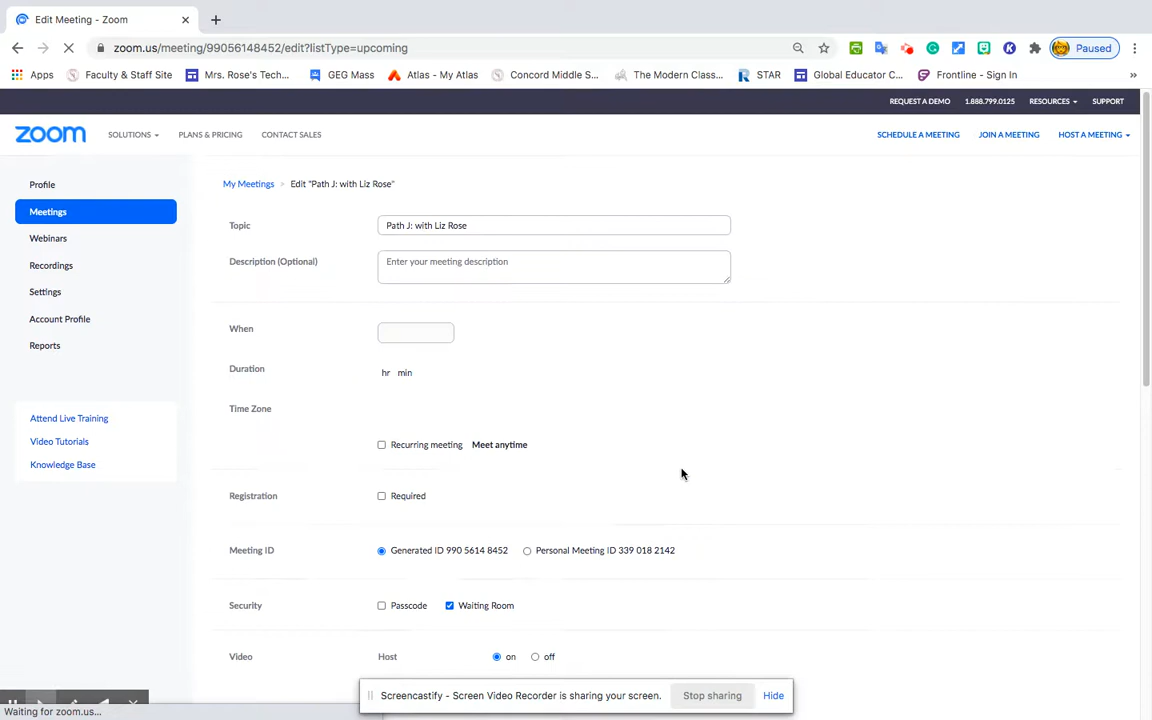 Edit Meeting - Zoom
zoom.us/meeting/99056148452/edit?listType=upcoming
Paused
Apps
Faculty & Staff Site
Mrs. Rose's Tech...
GEG Mass
Atlas - My Atlas
Concord Middle S...
The Modern Class...
STAR
Global Educator C...
Frontline - Sign In
»
REQUEST A DEMO
1.888.799.0125
RESOURCES
SUPPORT
zoom
SOLUTIONS
PLANS & PRICING
CONTACT SALES
SCHEDULE A MEETING
JOIN A MEETING
HOST A MEETING
Profile
Meetings
Webinars
Recordings
Settings
Account Profile
Reports
Attend Live Training
Video Tutorials
Knowledge Base
My Meetings > Edit "Path J: with Liz Rose"
Topic
Path J: with Liz Rose
Description (Optional)
Enter your meeting description
When
Duration
hr min
Time Zone
Recurring meeting Meet anytime
Registration
Required
Meeting ID
Generated ID 990 5614 8452
Personal Meeting ID 339 018 2142
Security
Passcode
Waiting Room
Video
Host
on
off
Screencastify - Screen Video Recorder is sharing your screen.
Stop sharing
Hide
Waiting for zoom.us...